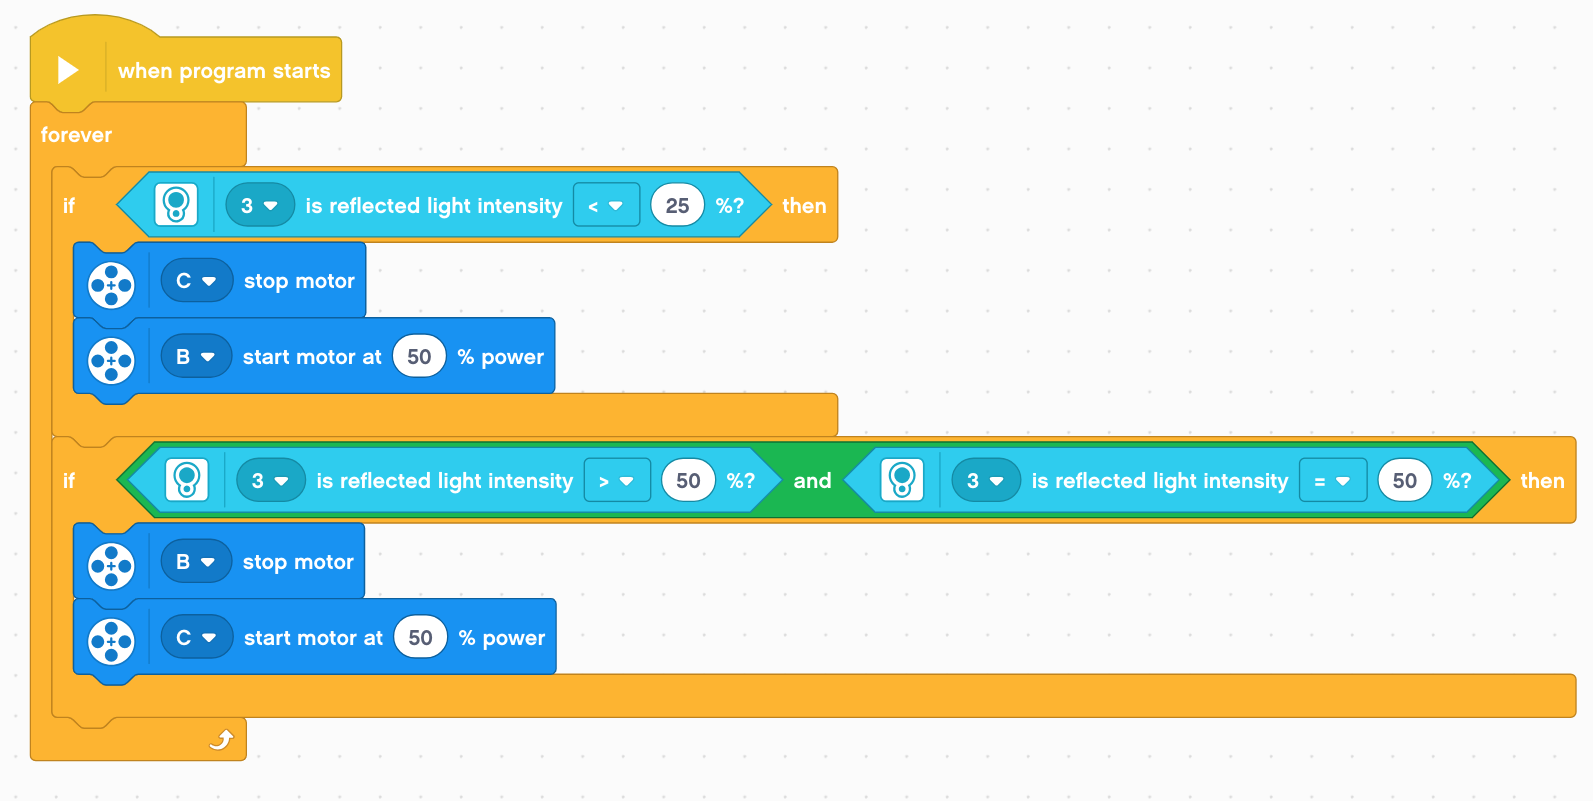 when program starts
forever
if 3 is reflected light intensity < 25 %? then
C stop motor
B start motor at 50 % power
if 3 is reflected light intensity > 50 %? and 3 is reflected light intensity = 50 %? then
B stop motor
C start motor at 50 % power